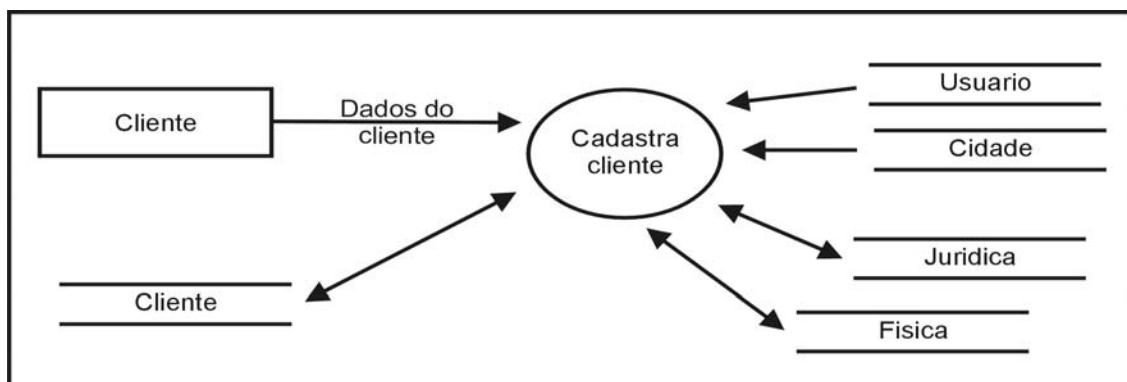 Cliente
Dados do
cliente
Cadastra
cliente
Usuario
Cidade
Juridica
Fisica
Cliente